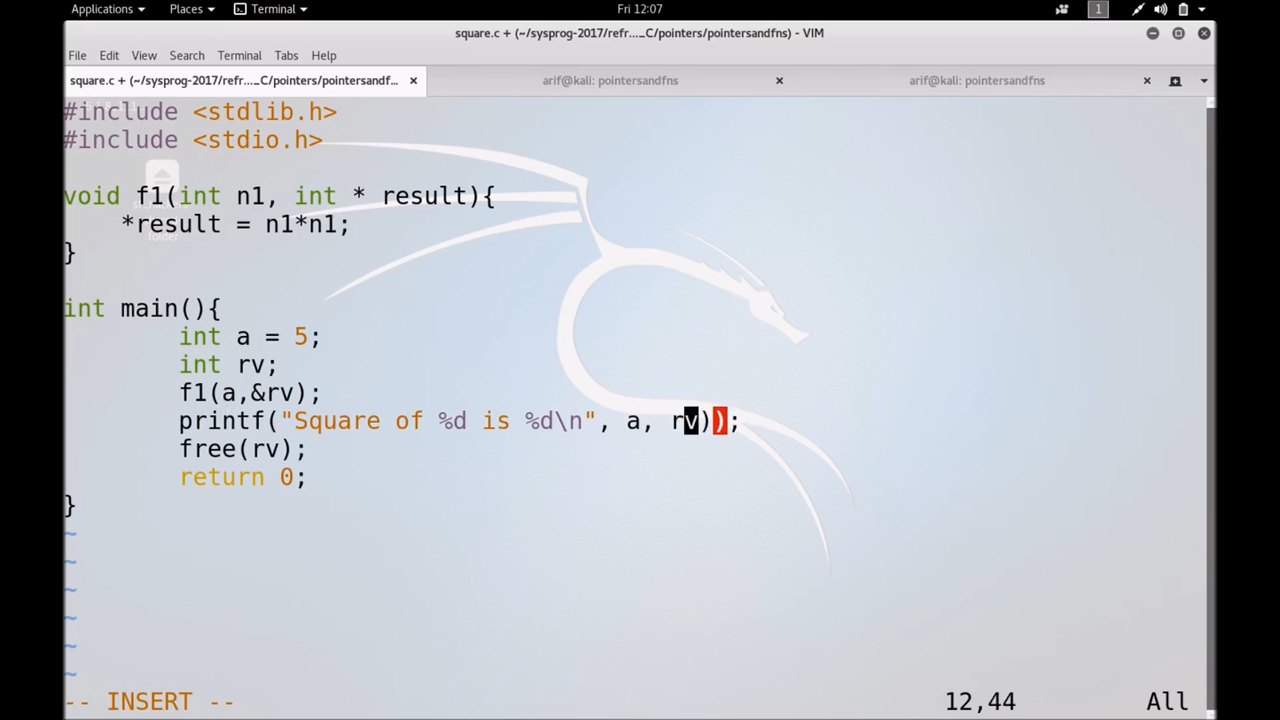 Applications Places Terminal Fri 12:07 1
square.c + (~/sysprog-2017/refr..._C/pointers/pointersandfns) - VIM
File Edit View Search Terminal Tabs Help
square.c + (~/sysprog-2017/refr..._C/pointers/pointersandf... arif@kali: pointersandfns arif@kali: pointersandfns
#include <stdlib.h>
#include <stdio.h>
void f1(int n1, int * result){
*result = n1*n1;
}
int main(){
int a = 5;
int rv;
f1(a,&rv);
printf("Square of %d is %d\n", a, rv));
free(rv);
return 0;
}
~
~
~
~
~
~
-- INSERT -- 12,44 All